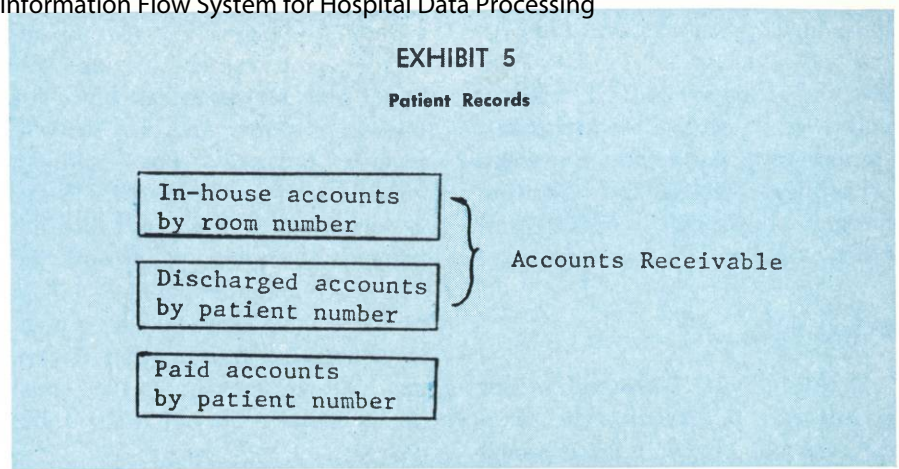 Information Flow System for Hospital Data Processing
EXHIBIT 5
Patient Records
In-house accounts
by room number
Discharged accounts
by patient number
Accounts Receivable
Paid accounts
by patient number